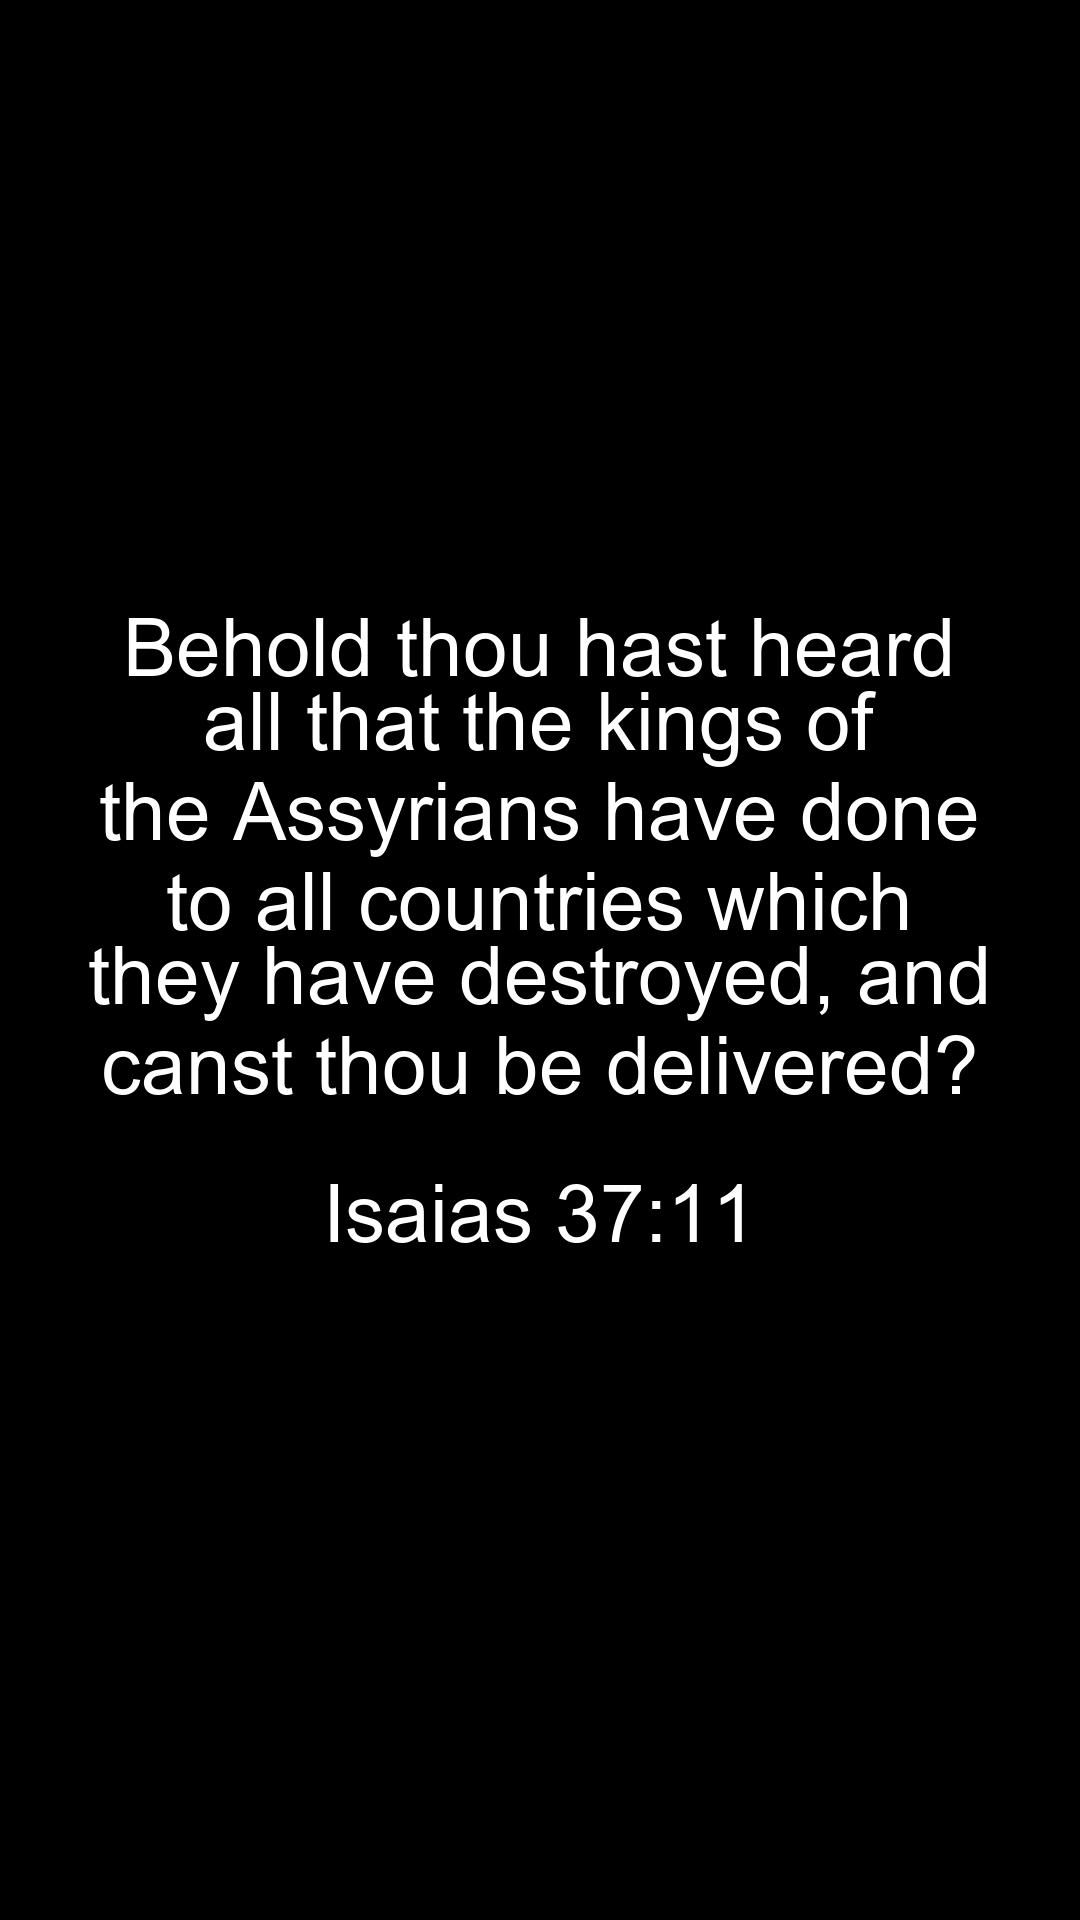 Behold thou hast heard
all that the kings of
the Assyrians have done
to all countries which
they have destroyed, and
canst thou be delivered?
Isaias 37:11